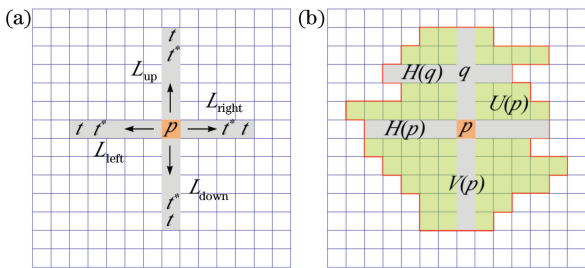 (a)
t
t*
L_up
L_right
t t* p t* t
L_left
L_down
t*
t
(b)
H(q) q
U(p)
H(p) p
V(p)